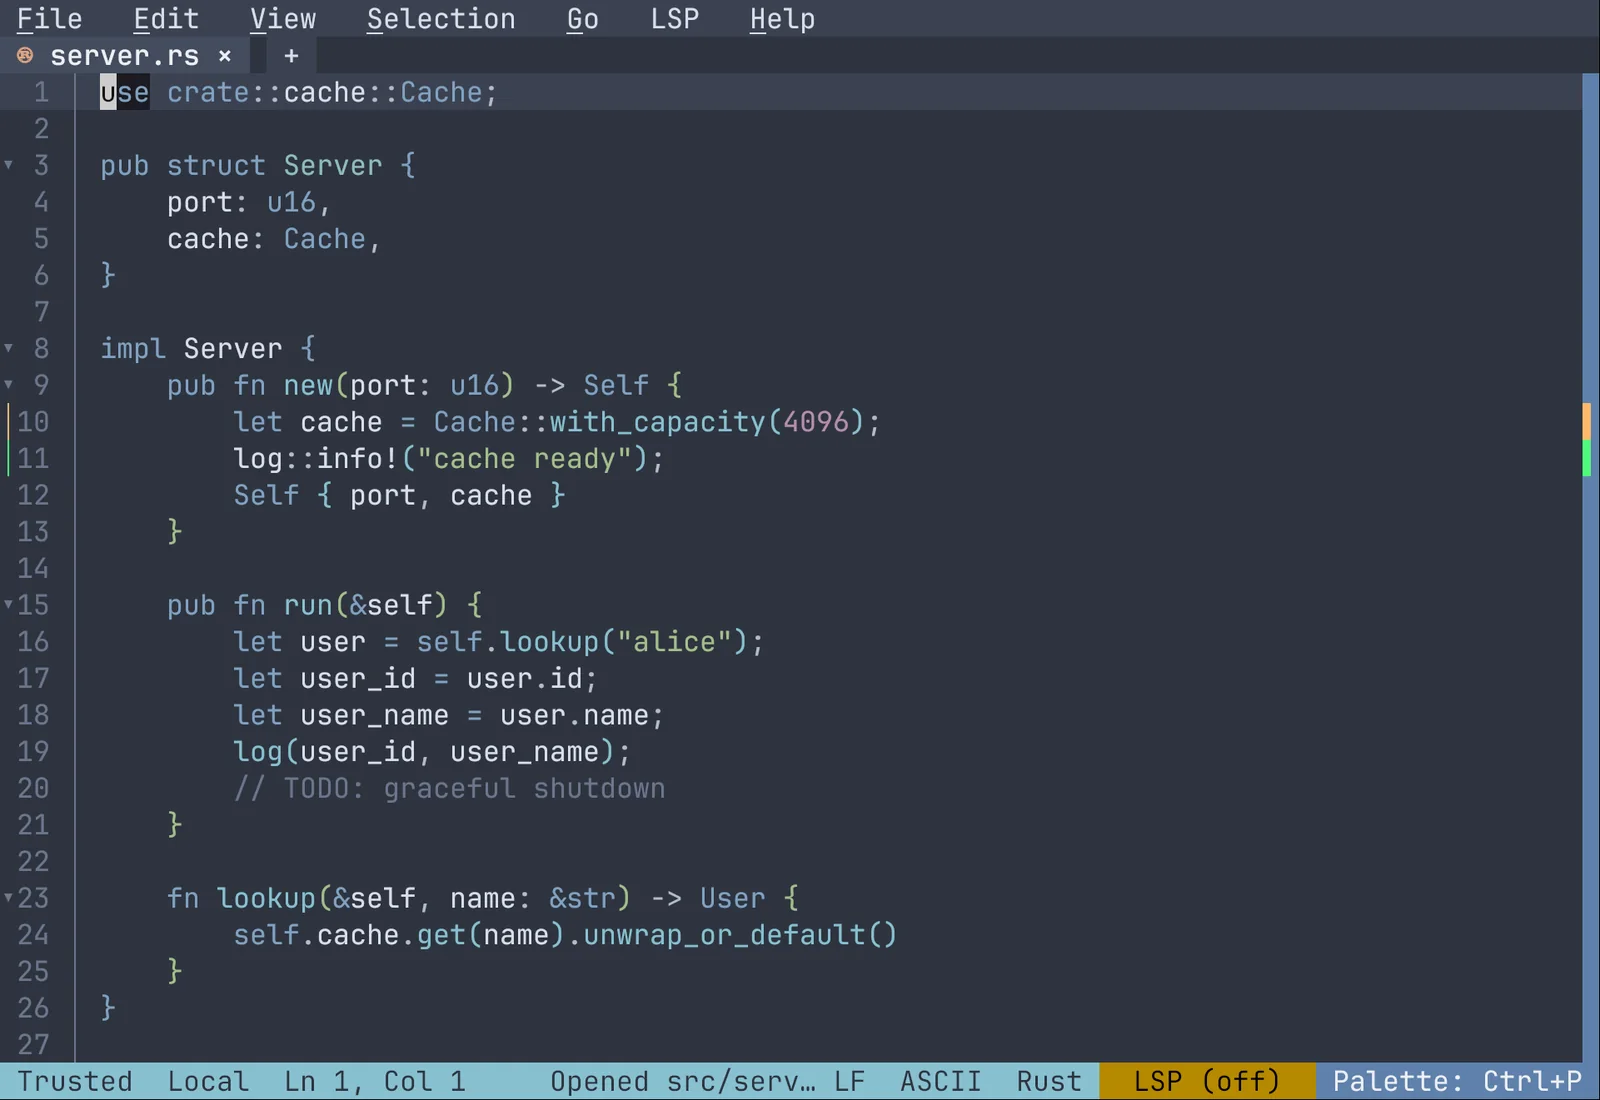 File Edit View Selection Go LSP Help
server.rs × +
1 use crate::cache::Cache;
2
3 pub struct Server {
4     port: u16,
5     cache: Cache,
6 }
7
8 impl Server {
9     pub fn new(port: u16) -> Self {
10         let cache = Cache::with_capacity(4096);
11         log::info!("cache ready");
12         Self { port, cache }
13     }
14
15     pub fn run(&self) {
16         let user = self.lookup("alice");
17         let user_id = user.id;
18         let user_name = user.name;
19         log(user_id, user_name);
20         // TODO: graceful shutdown
21     }
22
23     fn lookup(&self, name: &str) -> User {
24         self.cache.get(name).unwrap_or_default()
25     }
26 }
27
Trusted Local Ln 1, Col 1 Opened src/serv… LF ASCII Rust LSP (off) Palette: Ctrl+P